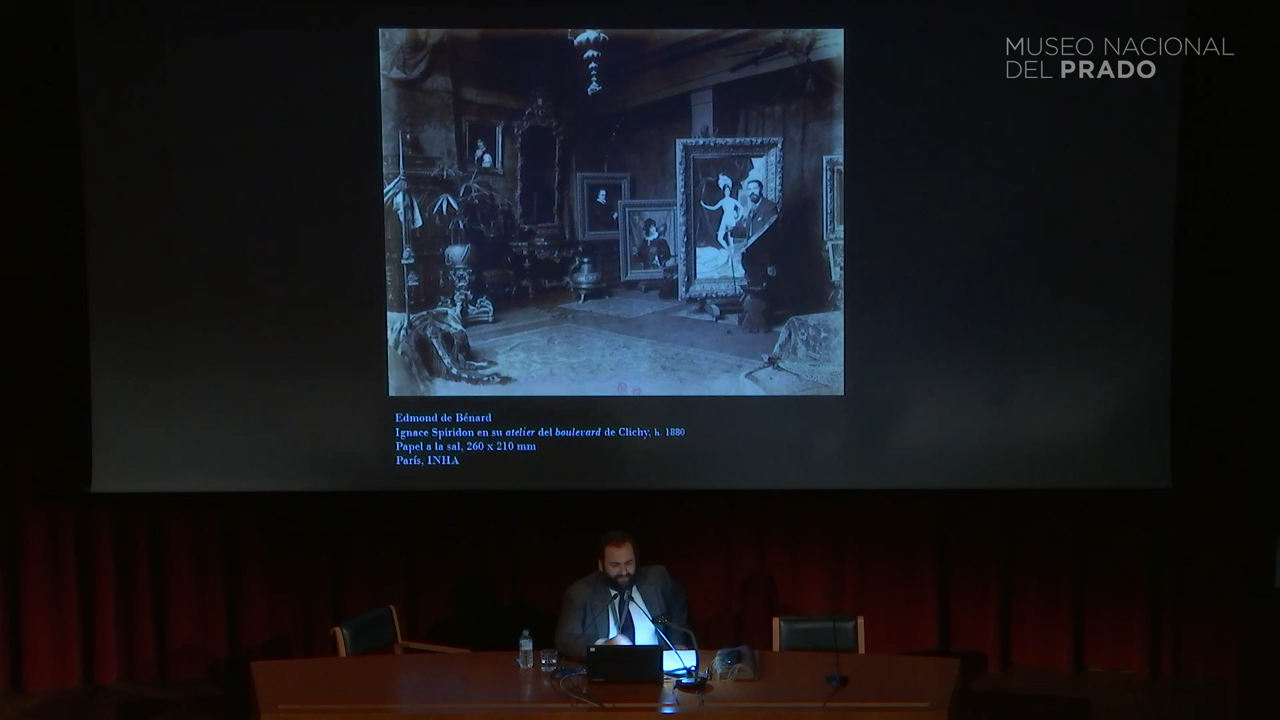 MUSEO NACIONAL
DEL PRADO
Edmond de Bénard
Ignace Spiridon en su atelier del boulevard de Clichy, h. 1880
Papel a la sal, 260 x 210 mm
París, INHA